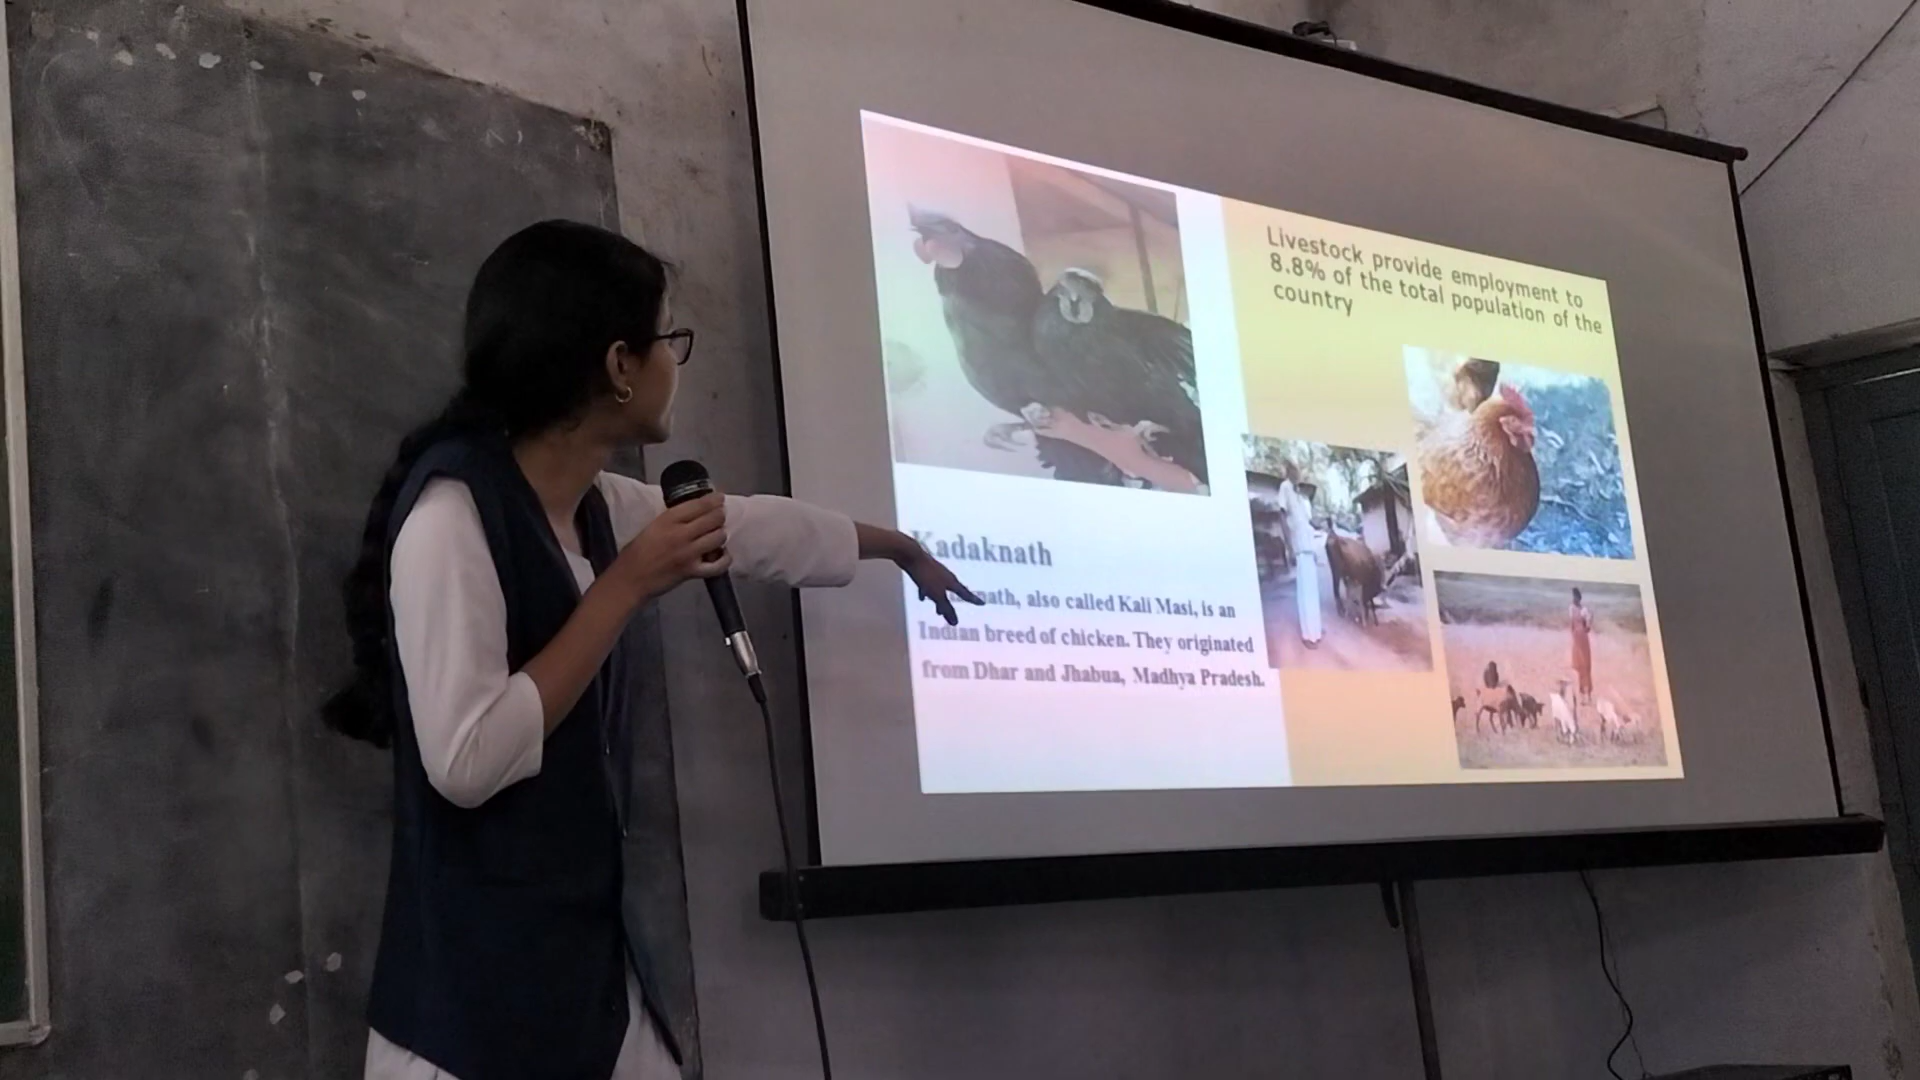 Kadaknath
also called Kali Masi, is an
Indian breed of chicken. They originated
from Dhar and Jhabua, Madhya Pradesh.
Livestock provide employment to
8.8% of the total population of the
country